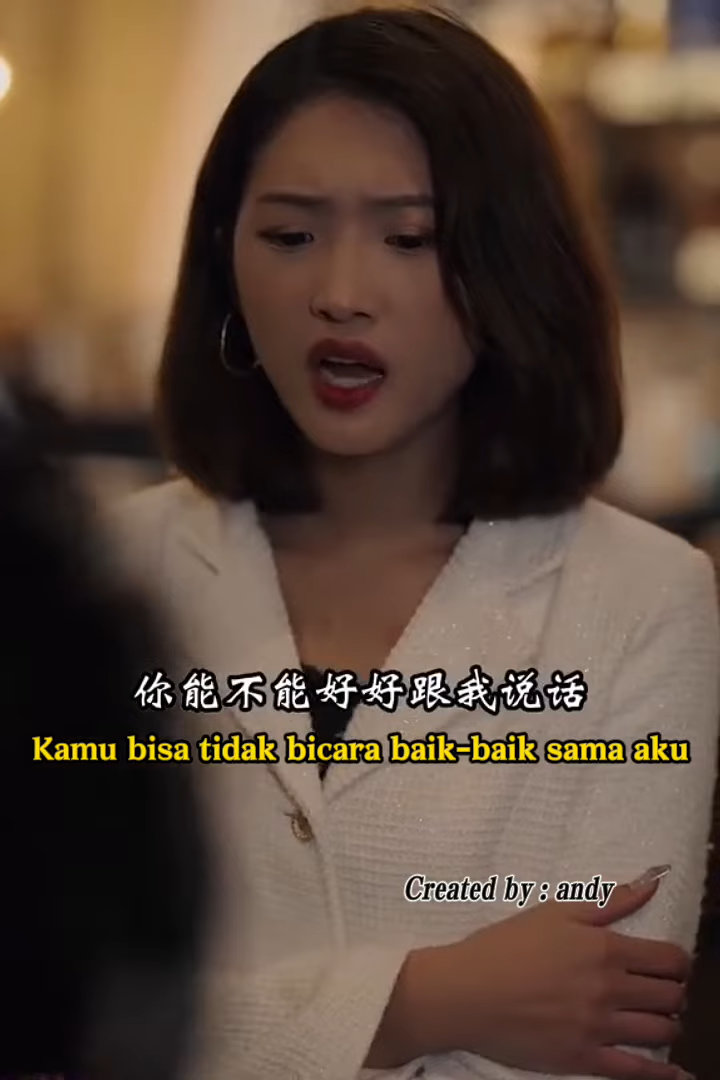 你能不能好好跟我说话
Kamu bisa tidak bicara baik-baik sama aku
Created by : andy